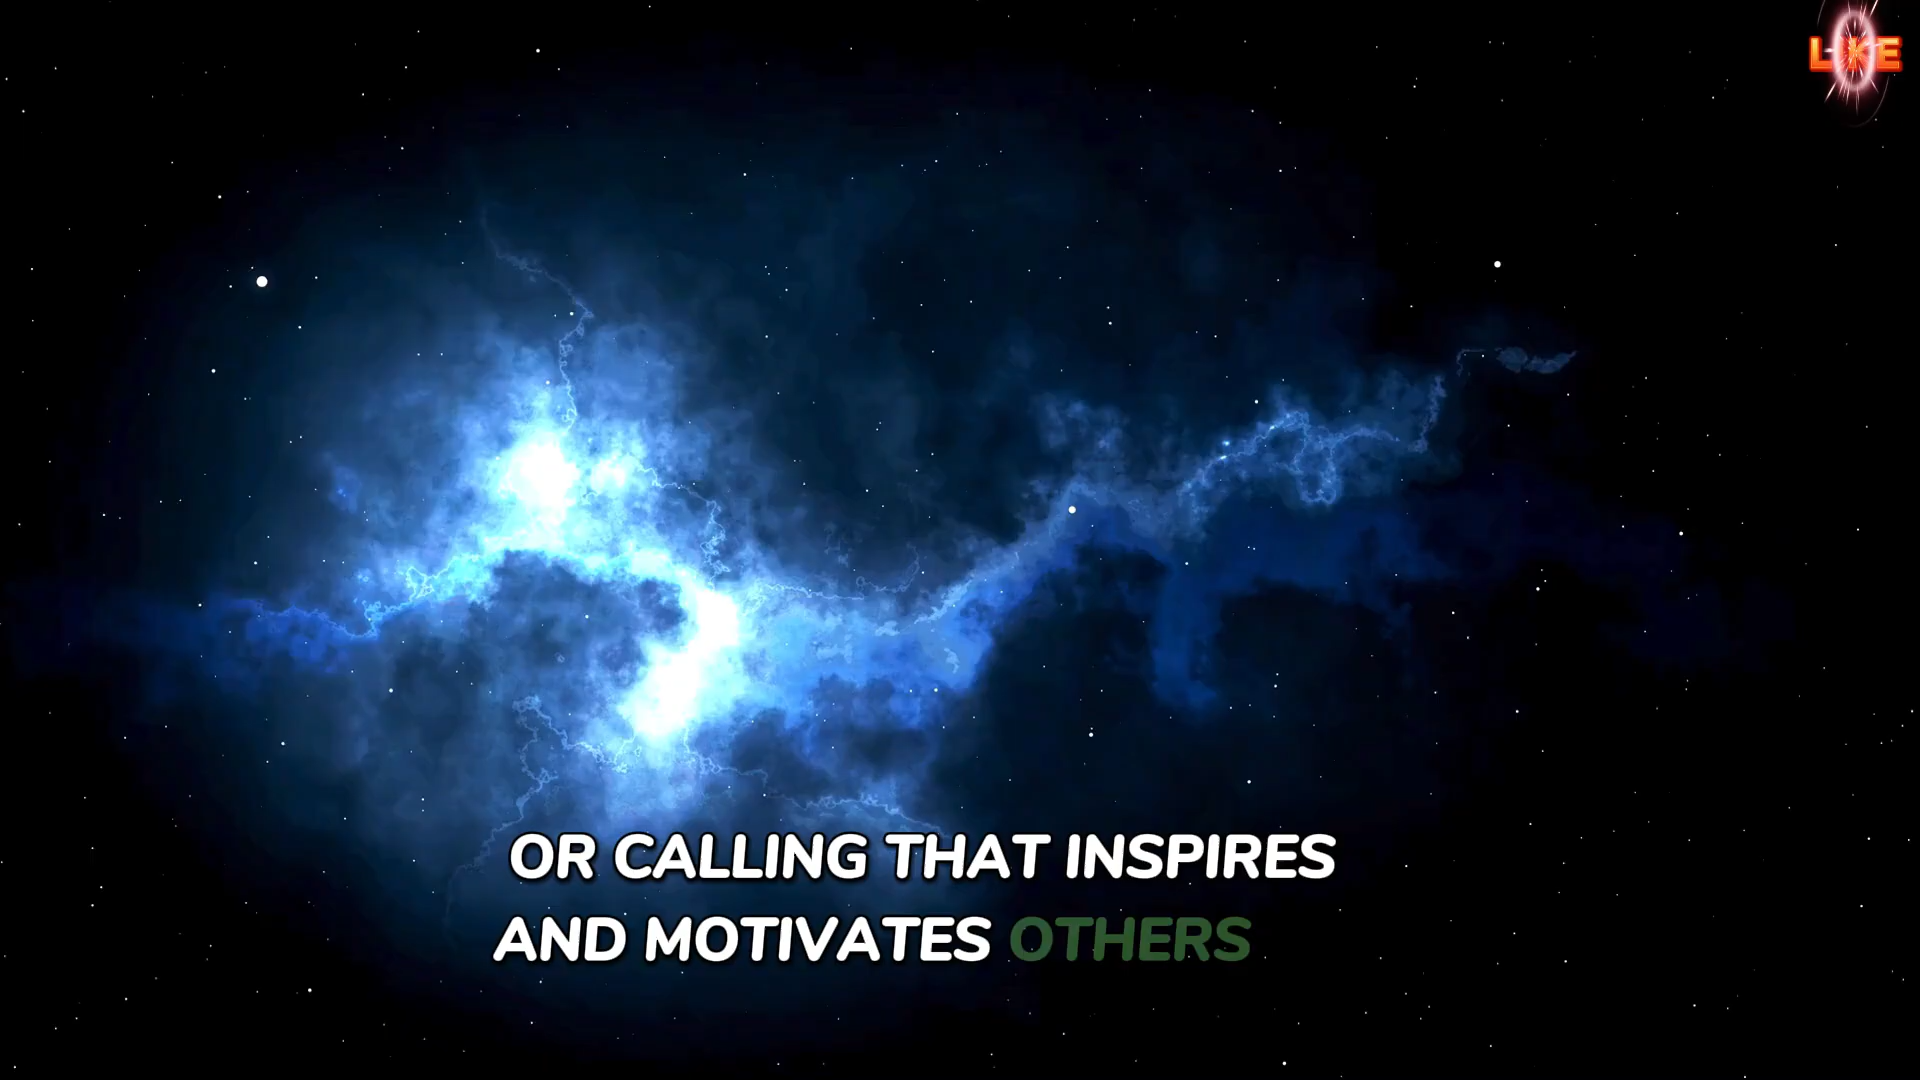 LIKE
OR CALLING THAT INSPIRES
AND MOTIVATES OTHERS